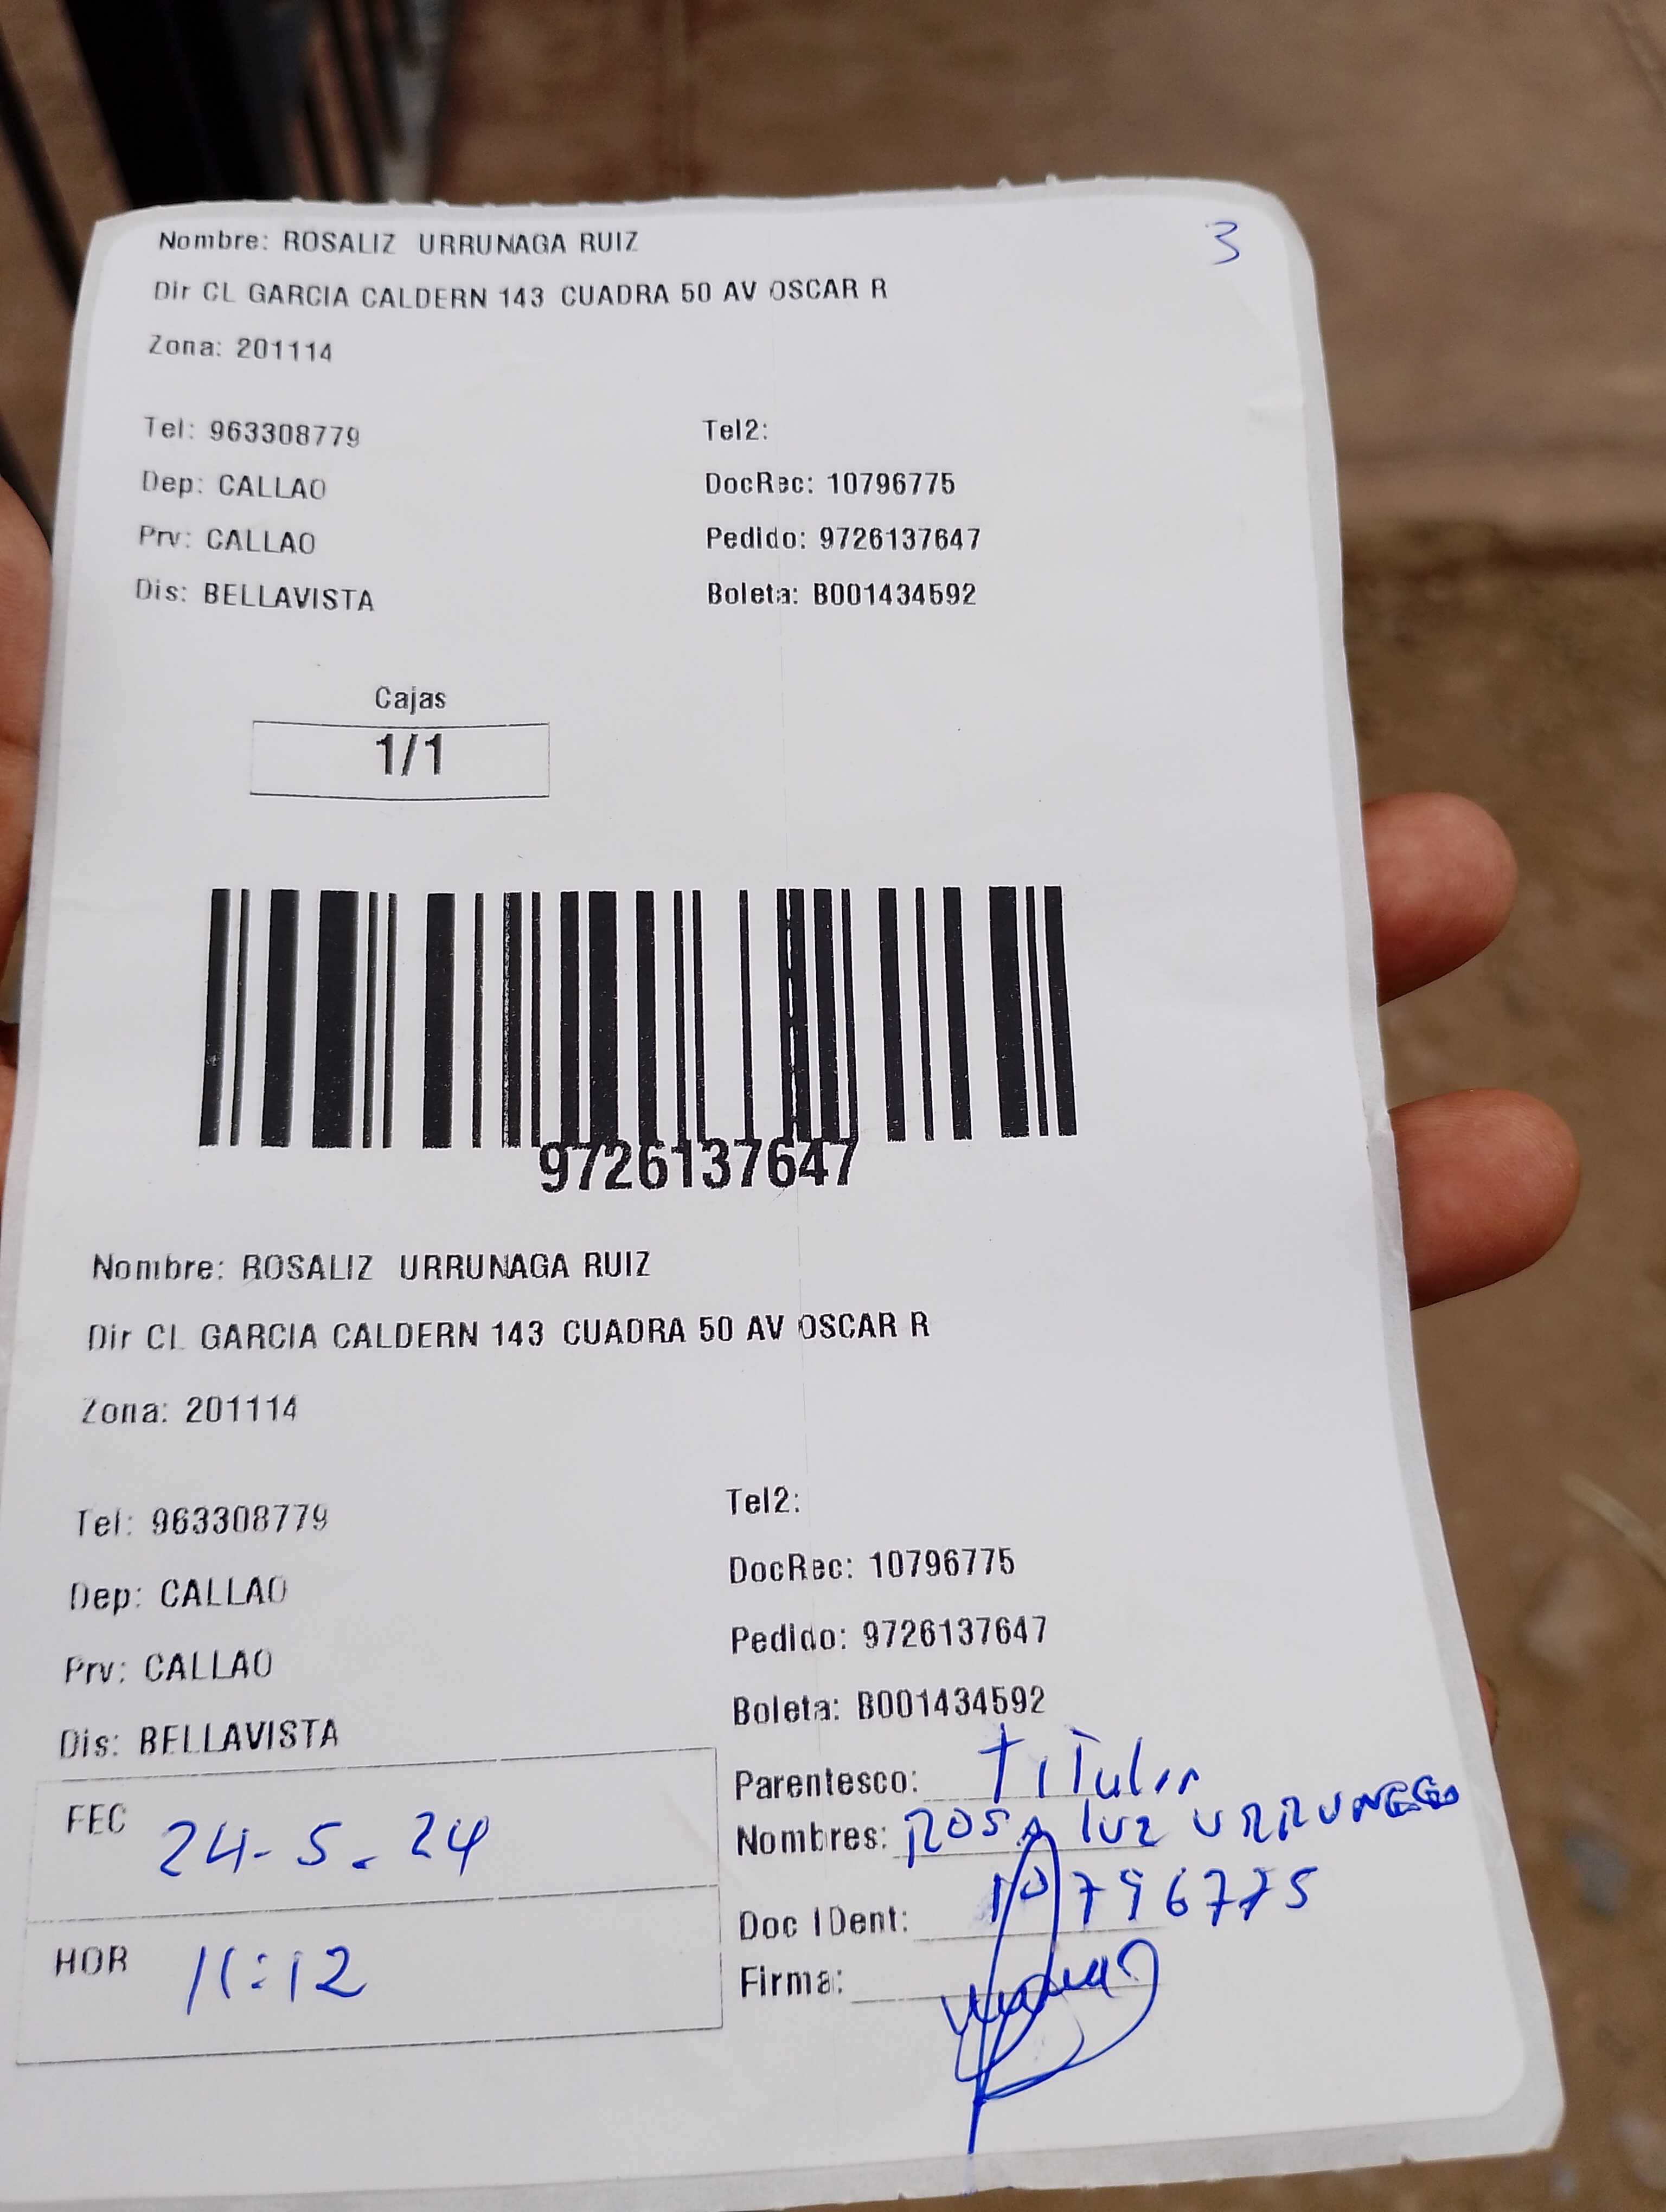 3
Nombre: ROSALIZ URRUNAGA RUIZ
Dir CL GARCIA CALDERN 143 CUADRA 50 AV OSCAR R
Zona: 201114
Tel: 963308779 Tel2:
Dep: CALLAO DocRec: 10796775
Prv: CALLAO Pedido: 9726137647
Dis: BELLAVISTA Boleta: B001434592
Cajas
1/1
9726137647
Nombre: ROSALIZ URRUNAGA RUIZ
Dir CL GARCIA CALDERN 143 CUADRA 50 AV OSCAR R
Zona: 201114
Tel: 963308779 Tel2:
Dep: CALLAO DocRec: 10796775
Prv: CALLAO Pedido: 9726137647
Dis: BELLAVISTA Boleta: B001434592
Parentesco: TITular
FEC 24-5-24
Nombres: ROSA luz
Doc IDent: 10796775
HOR 11:12
Firma: